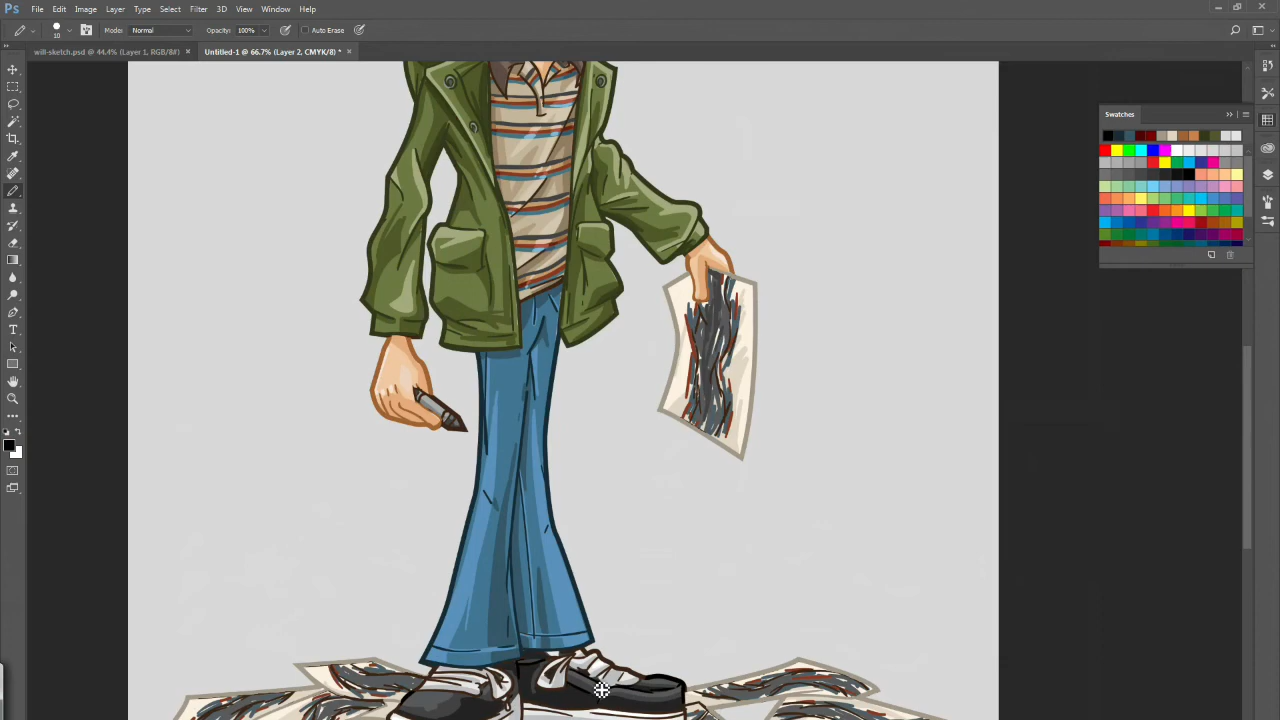 Ps File Edit Image Layer Type Select Filter 3D View Window Help
10 Mode: Normal Opacity: 100% Auto Erase
will-sketch.psd @ 44.4% (Layer 1, RGB/8#) × Untitled-1 @ 66.7% (Layer 2, CMYK/8) * ×
Swatches